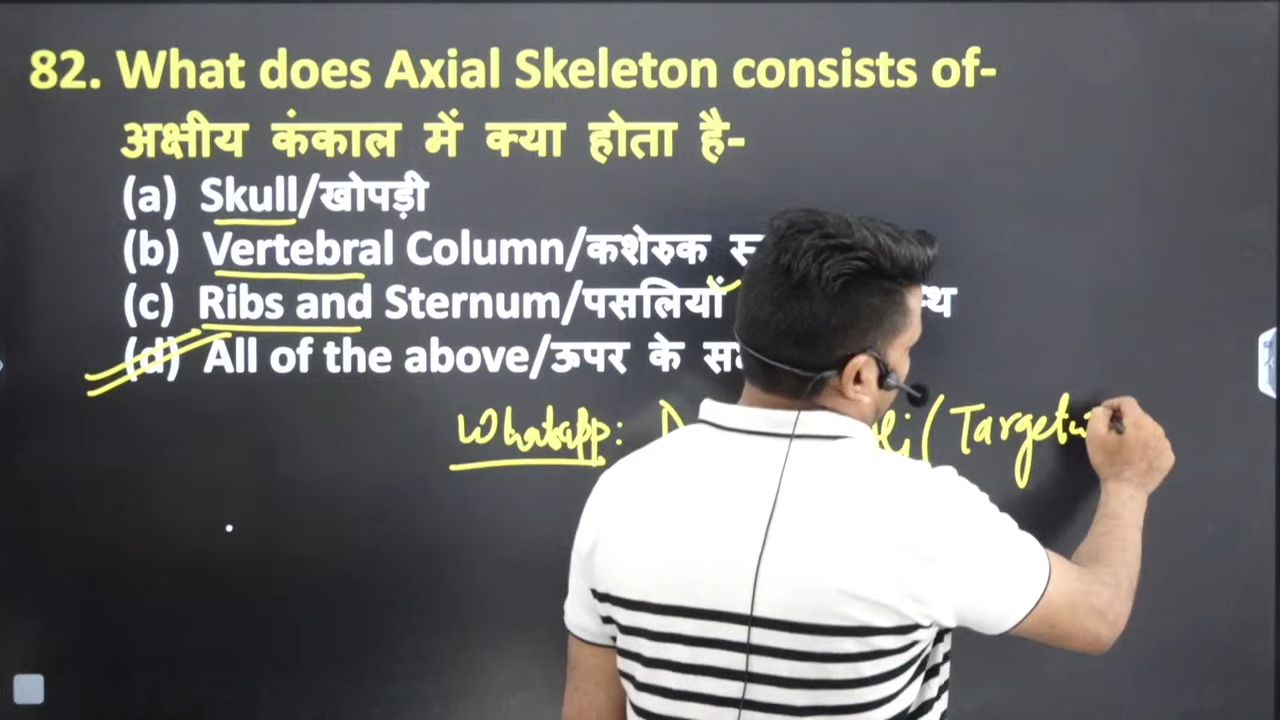 82. What does Axial Skeleton consists of-
अक्षीय कंकाल में क्या होता है-
(a) Skull/खोपड़ी
(b) Vertebral Column/कशेरुक
(c) Ribs and Sternum/पसलियों
(d) All of the above/ऊपर के
Whatsapp: (Target